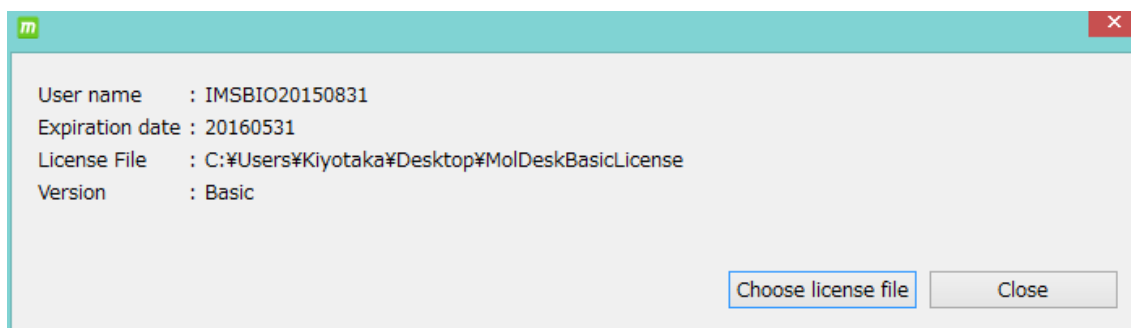 m
User name : IMSBIO20150831
Expiration date : 20160531
License File : C:¥Users¥Kiyotaka¥Desktop¥MolDeskBasicLicense
Version : Basic
Choose license file Close